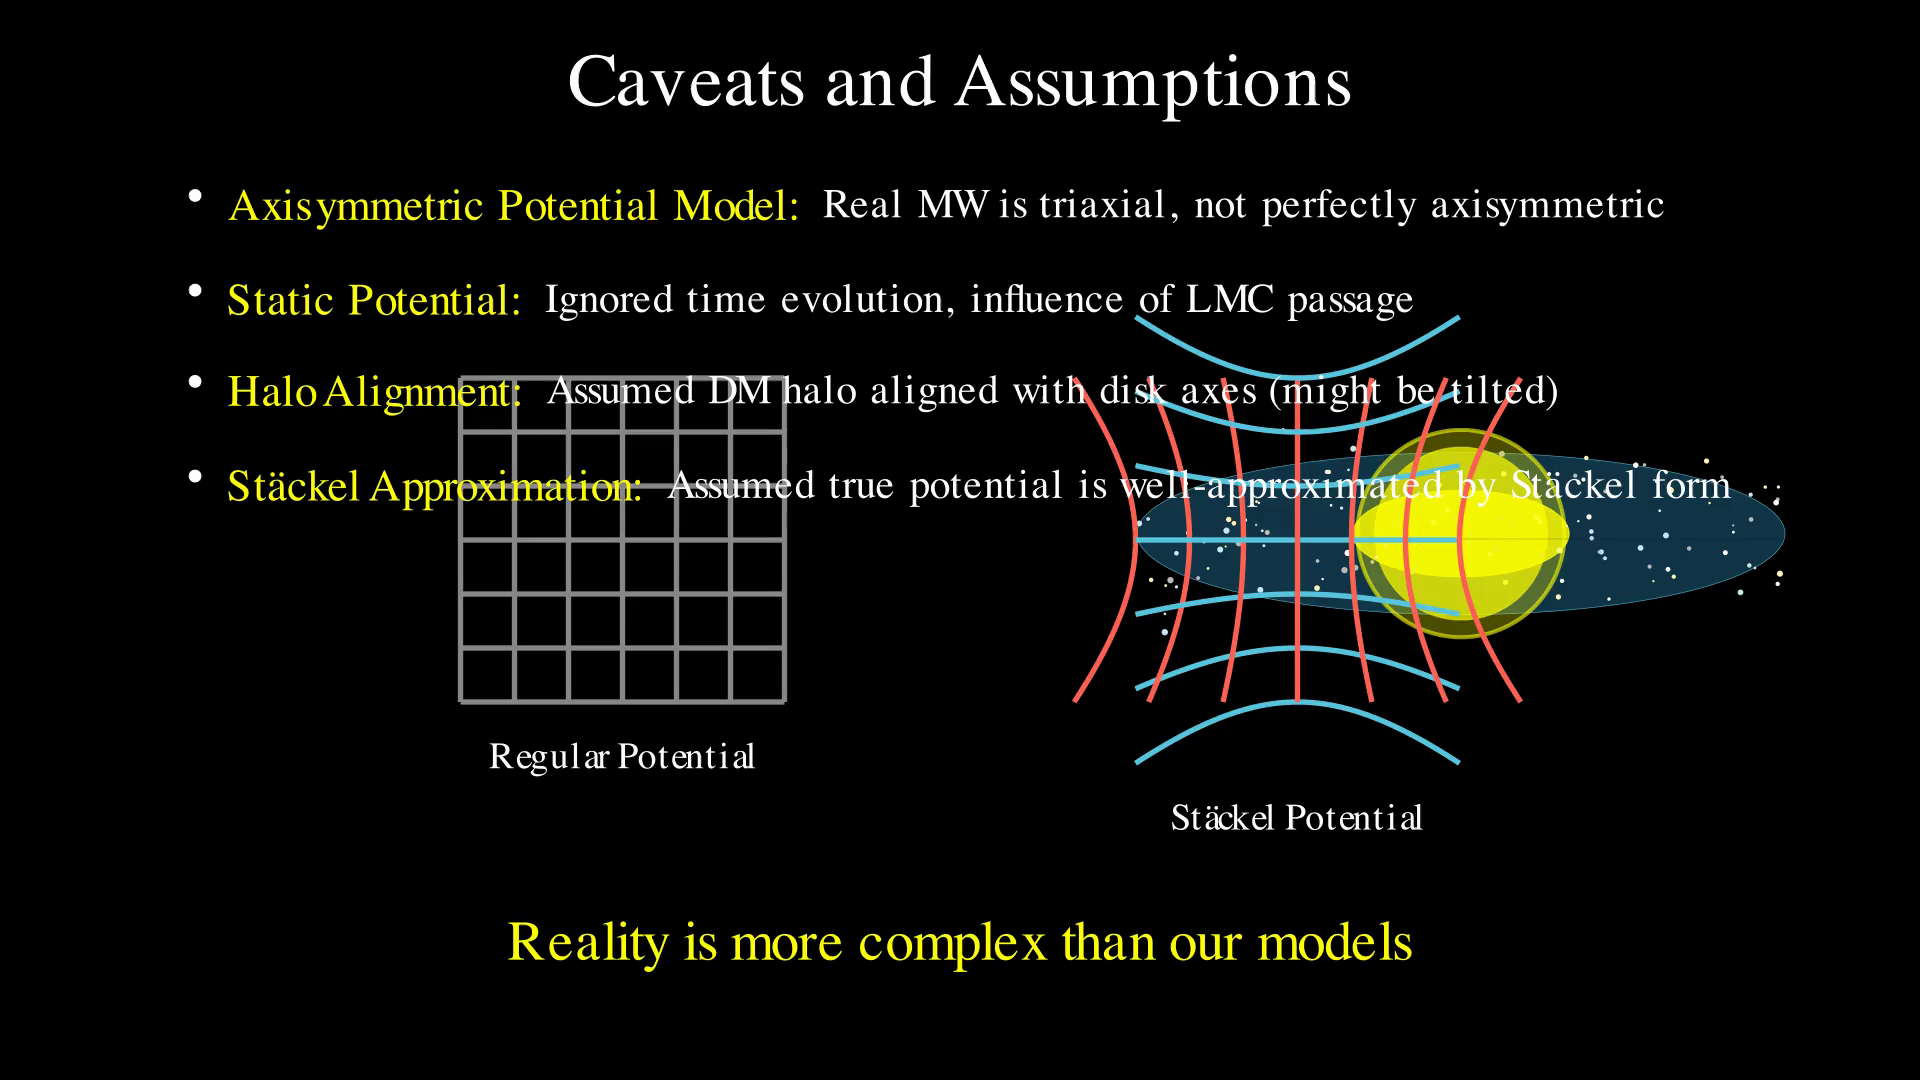 Caveats and Assumptions
• Axisymmetric Potential Model: Real MW is triaxial, not perfectly axisymmetric
• Static Potential: Ignored time evolution, influence of LMC passage
• Halo Alignment: Assumed DM halo aligned with disk axes (might be tilted)
• Stäckel Approximation: Assumed true potential is well-approximated by Stäckel form
Regular Potential
Stäckel Potential
Reality is more complex than our models